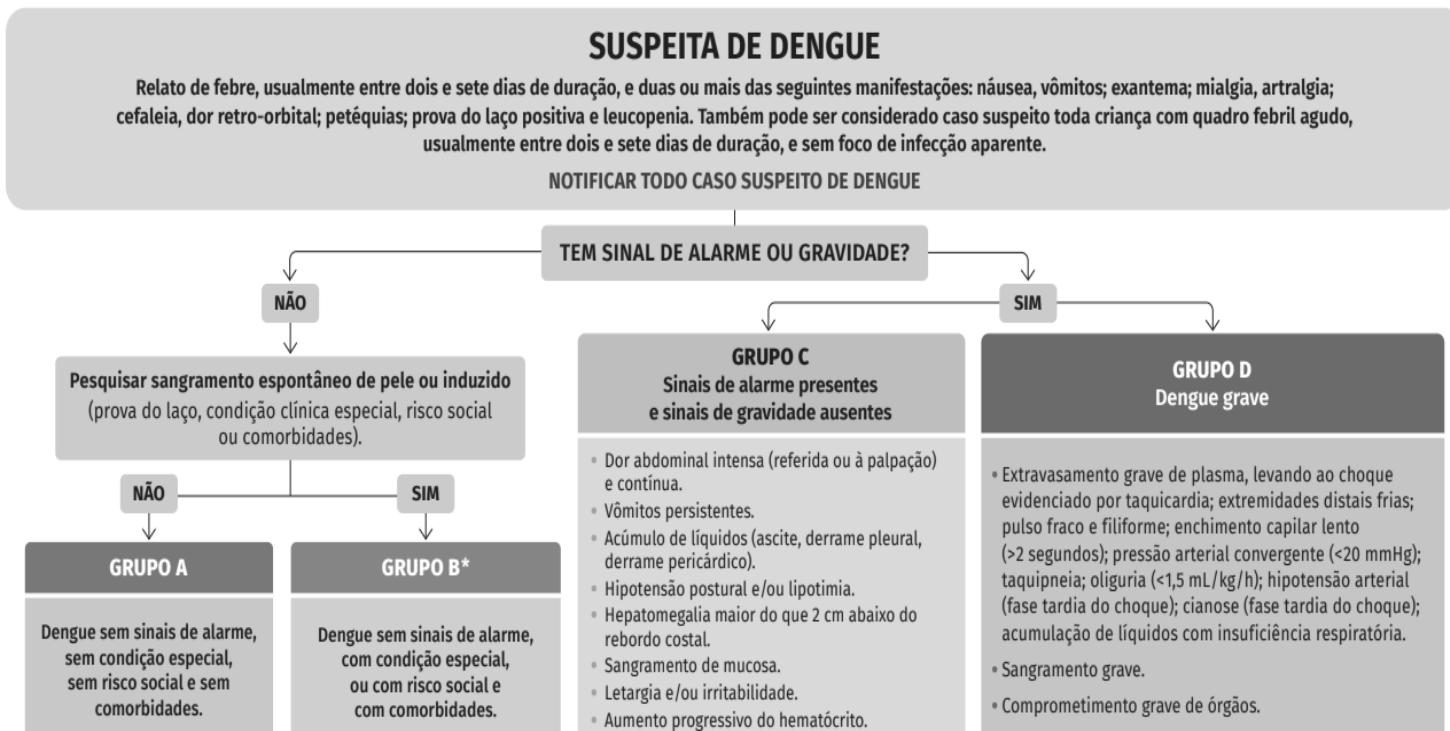 SUSPEITA DE DENGUE
Relato de febre, usualmente entre dois e sete dias de duração, e duas ou mais das seguintes manifestações: náusea, vômitos; exantema; mialgia, artralgia;
cefaleia, dor retro-orbital; petéquias; prova do laço positiva e leucopenia. Também pode ser considerado caso suspeito toda criança com quadro febril agudo,
usualmente entre dois e sete dias de duração, e sem foco de infecção aparente.
NOTIFICAR TODO CASO SUSPEITO DE DENGUE
TEM SINAL DE ALARME OU GRAVIDADE?
NÃO
SIM
Pesquisar sangramento espontâneo de pele ou induzido
(prova do laço, condição clínica especial, risco social
ou comorbidades).
NÃO
SIM
GRUPO A
Dengue sem sinais de alarme,
sem condição especial,
sem risco social e sem
comorbidades.
GRUPO B*
Dengue sem sinais de alarme,
com condição especial,
ou com risco social e
com comorbidades.
GRUPO C
Sinais de alarme presentes
e sinais de gravidade ausentes
• Dor abdominal intensa (referida ou à palpação)
e contínua.
• Vômitos persistentes.
• Acúmulo de líquidos (ascite, derrame pleural,
derrame pericárdico).
• Hipotensão postural e/ou lipotimia.
• Hepatomegalia maior do que 2 cm abaixo do
rebordo costal.
• Sangramento de mucosa.
• Letargia e/ou irritabilidade.
• Aumento progressivo do hematócrito.
GRUPO D
Dengue grave
• Extravasamento grave de plasma, levando ao choque
evidenciado por taquicardia; extremidades distais frias;
pulso fraco e filiforme; enchimento capilar lento
(>2 segundos); pressão arterial convergente (<20 mmHg);
taquipneia; oliguria (<1,5 mL/kg/h); hipotensão arterial
(fase tardia do choque); cianose (fase tardia do choque);
acumulação de líquidos com insuficiência respiratória.
• Sangramento grave.
• Comprometimento grave de órgãos.